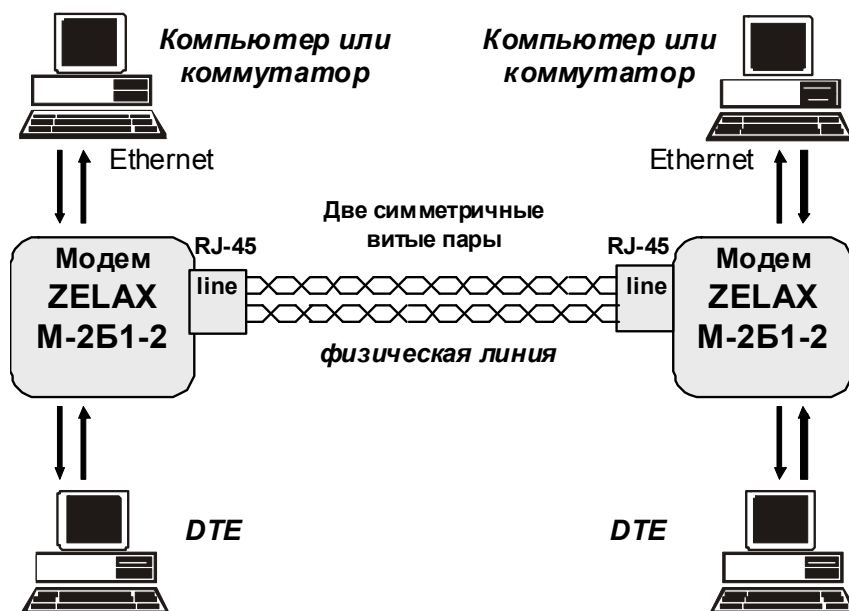 Компьютер или
коммутатор
Компьютер или
коммутатор
Ethernet
Ethernet
Две симметричные
витые пары
RJ-45
RJ-45
Модем
ZELAX
М-2Б1-2
line
line
Модем
ZELAX
М-2Б1-2
физическая линия
DTE
DTE